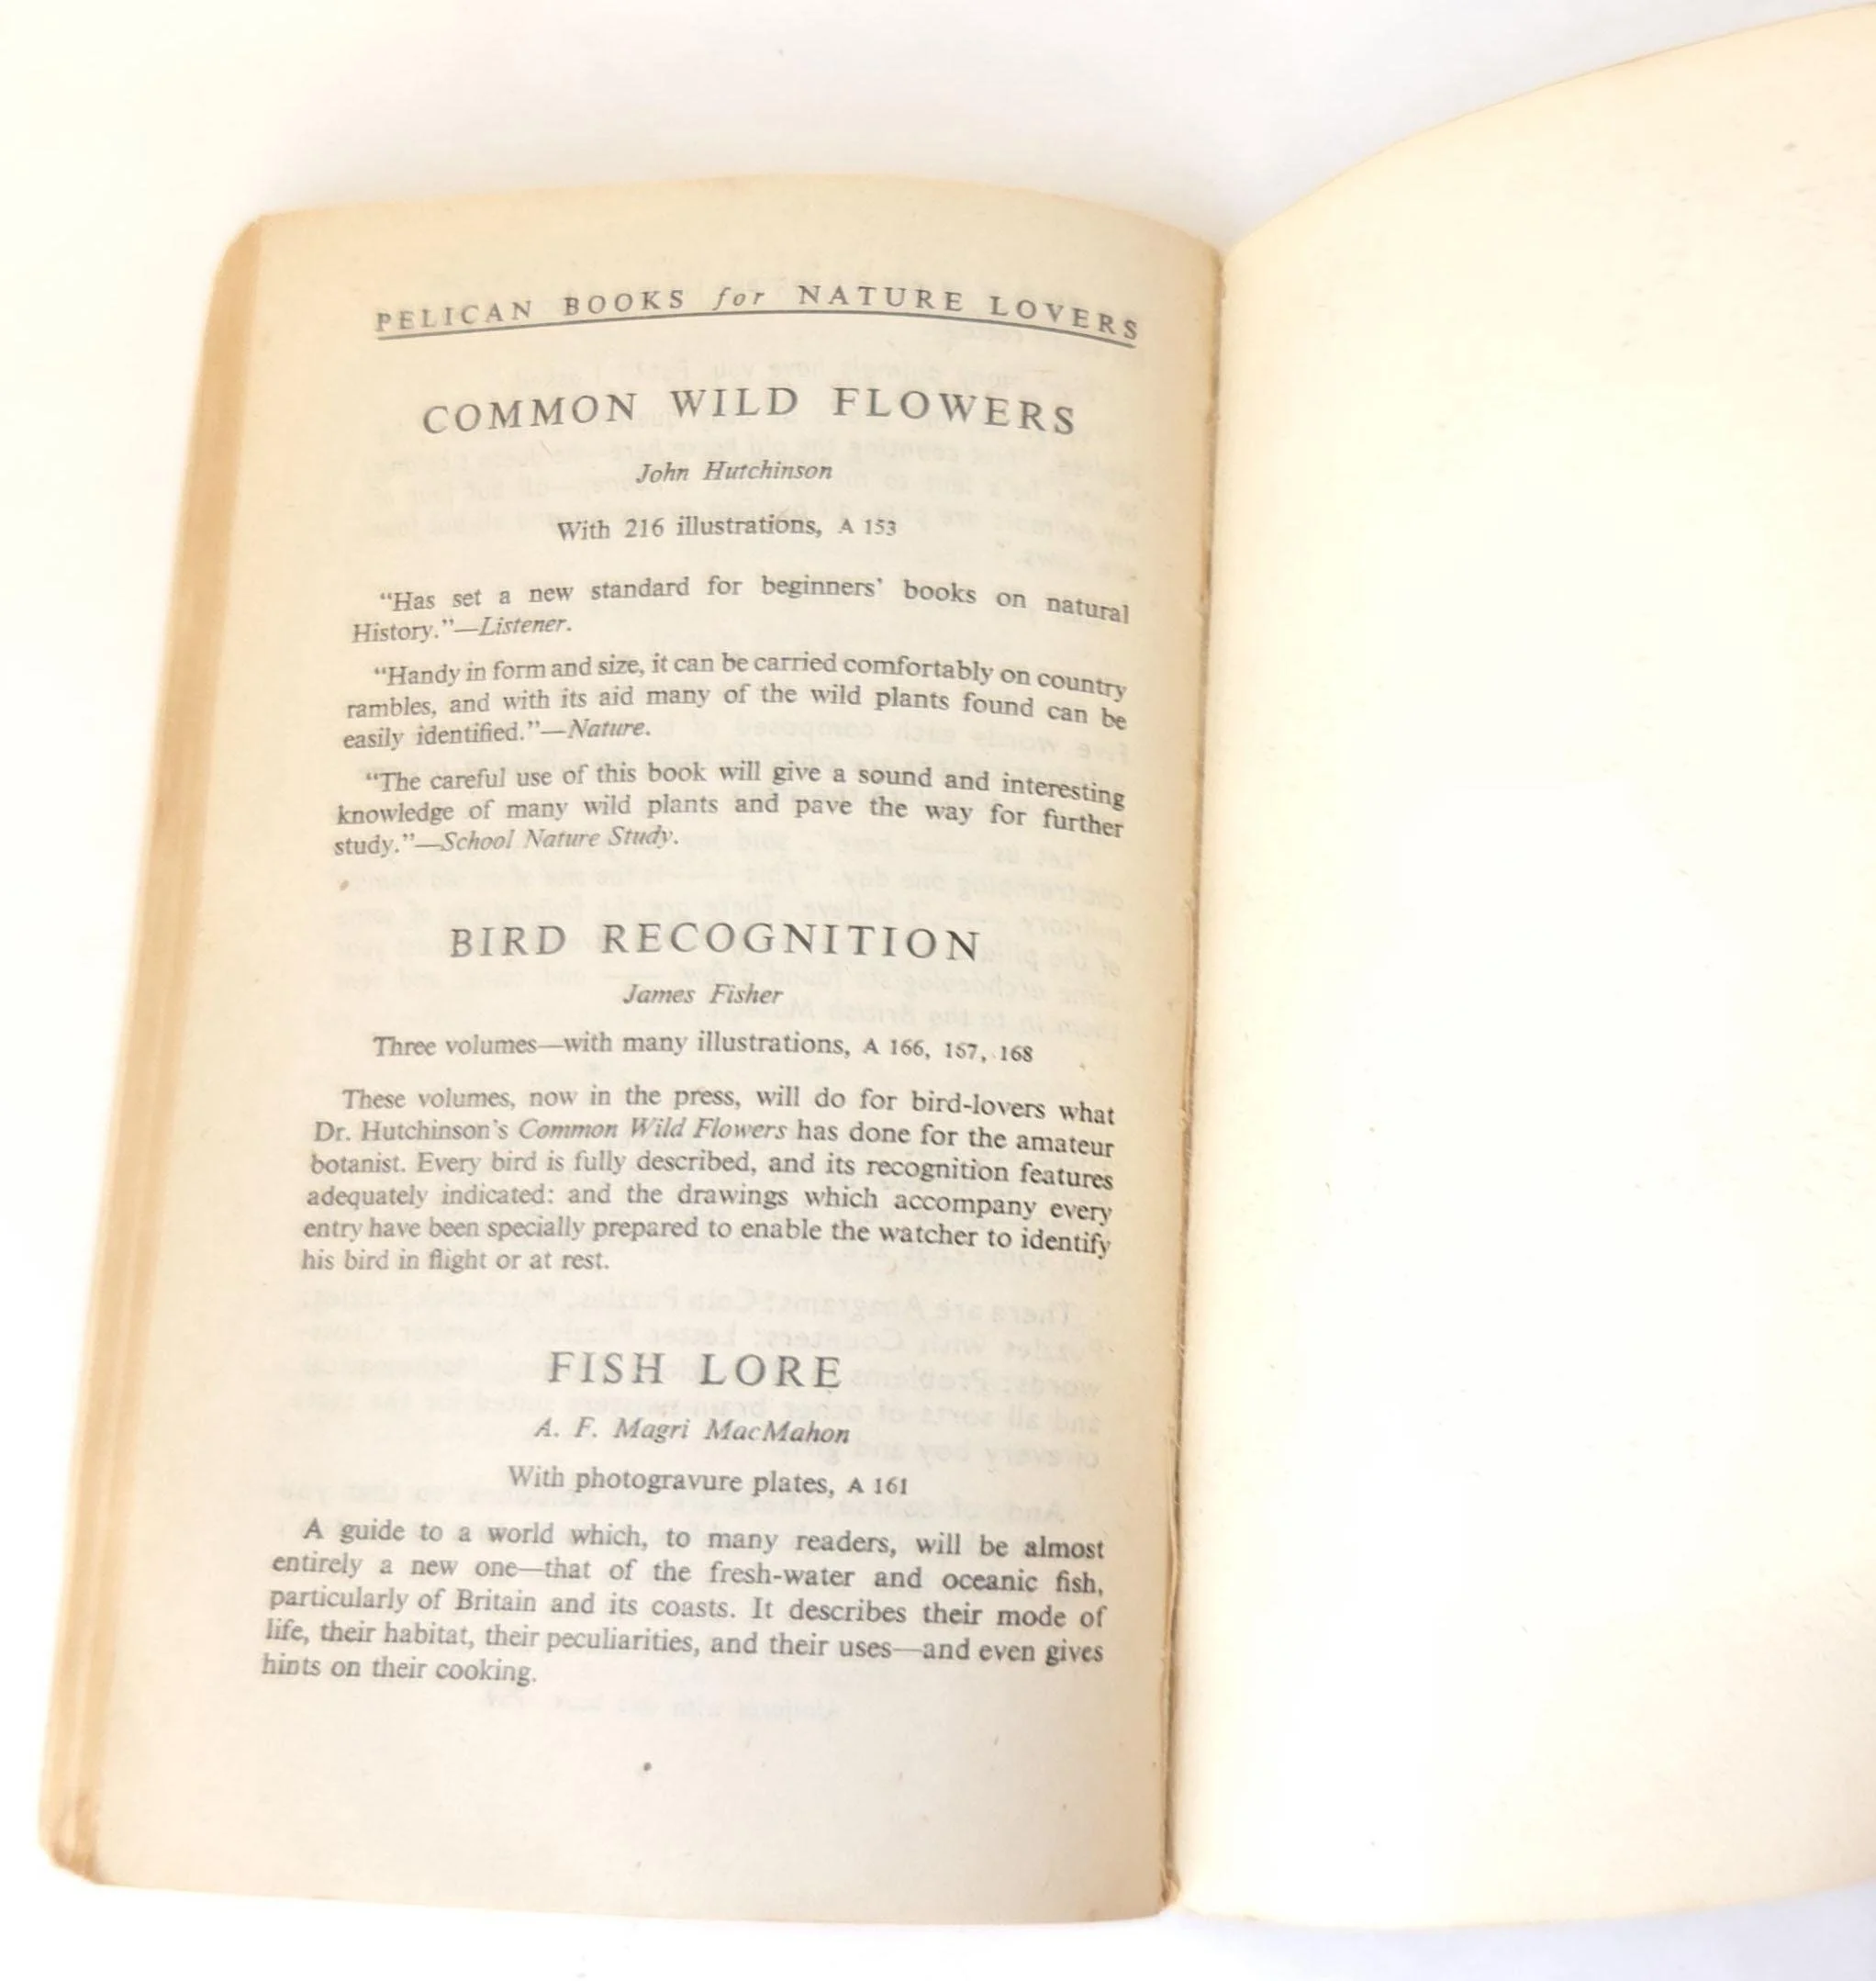 PELICAN BOOKS for NATURE LOVERS
COMMON WILD FLOWERS
John Hutchinson
With 216 illustrations, A 153
“Has set a new standard for beginners’ books on natural
History.”—Listener.
“Handy in form and size, it can be carried comfortably on country
rambles, and with its aid many of the wild plants found can be
easily identified.”—Nature.
“The careful use of this book will give a sound and interesting
knowledge of many wild plants and pave the way for further
study.”—School Nature Study.
BIRD RECOGNITION
James Fisher
Three volumes—with many illustrations, A 166, 167, 168
These volumes, now in the press, will do for bird-lovers what
Dr. Hutchinson’s Common Wild Flowers has done for the amateur
botanist. Every bird is fully described, and its recognition features
adequately indicated: and the drawings which accompany every
entry have been specially prepared to enable the watcher to identify
his bird in flight or at rest.
FISH LORE
A. F. Magri MacMahon
With photogravure plates, A 161
A guide to a world which, to many readers, will be almost
entirely a new one—that of the fresh-water and oceanic fish,
particularly of Britain and its coasts. It describes their mode of
life, their habitat, their peculiarities, and their uses—and even gives
hints on their cooking.